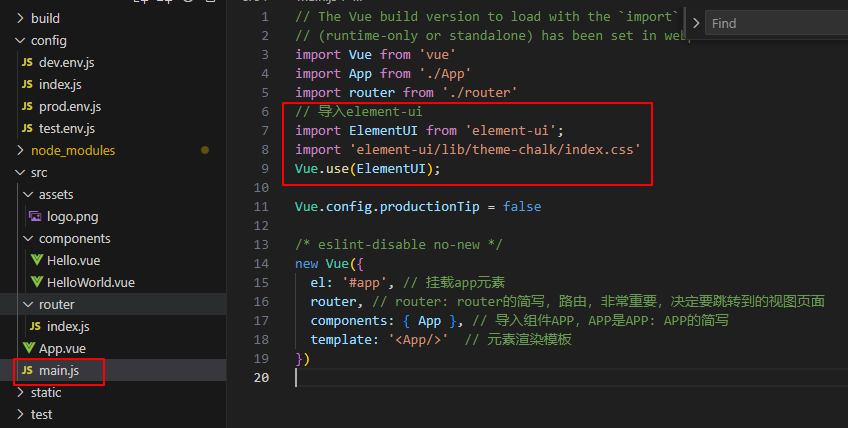 build
config
JS dev.env.js
JS index.js
JS prod.env.js
JS test.env.js
node_modules
src
assets
logo.png
components
Hello.vue
HelloWorld.vue
router
JS index.js
App.vue
JS main.js
static
test
Find
1 // The Vue build version to load with the `import`
2 // (runtime-only or standalone) has been set in
3 import Vue from 'vue'
4 import App from './App'
5 import router from './router'
6 // 导入element-ui
7 import ElementUI from 'element-ui';
8 import 'element-ui/lib/theme-chalk/index.css'
9 Vue.use(ElementUI);
10
11 Vue.config.productionTip = false
12
13 /* eslint-disable no-new */
14 new Vue({
15 el: '#app', // 挂载app元素
16 router, // router: router的简写，路由，非常重要，决定要跳转到的视图页面
17 components: { App }, // 导入组件APP，APP是APP: APP的简写
18 template: '<App/>' // 元素渲染模板
19 })
20